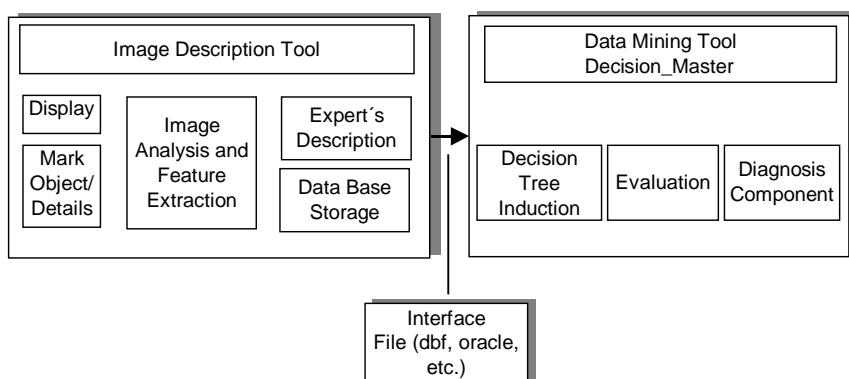 Image Description Tool
Display
Mark
Object/
Details
Image
Analysis and
Feature
Extraction
Expert´s
Description
Data Base
Storage
Data Mining Tool
Decision_Master
Decision
Tree
Induction
Evaluation
Diagnosis
Component
Interface
File (dbf, oracle,
etc.)